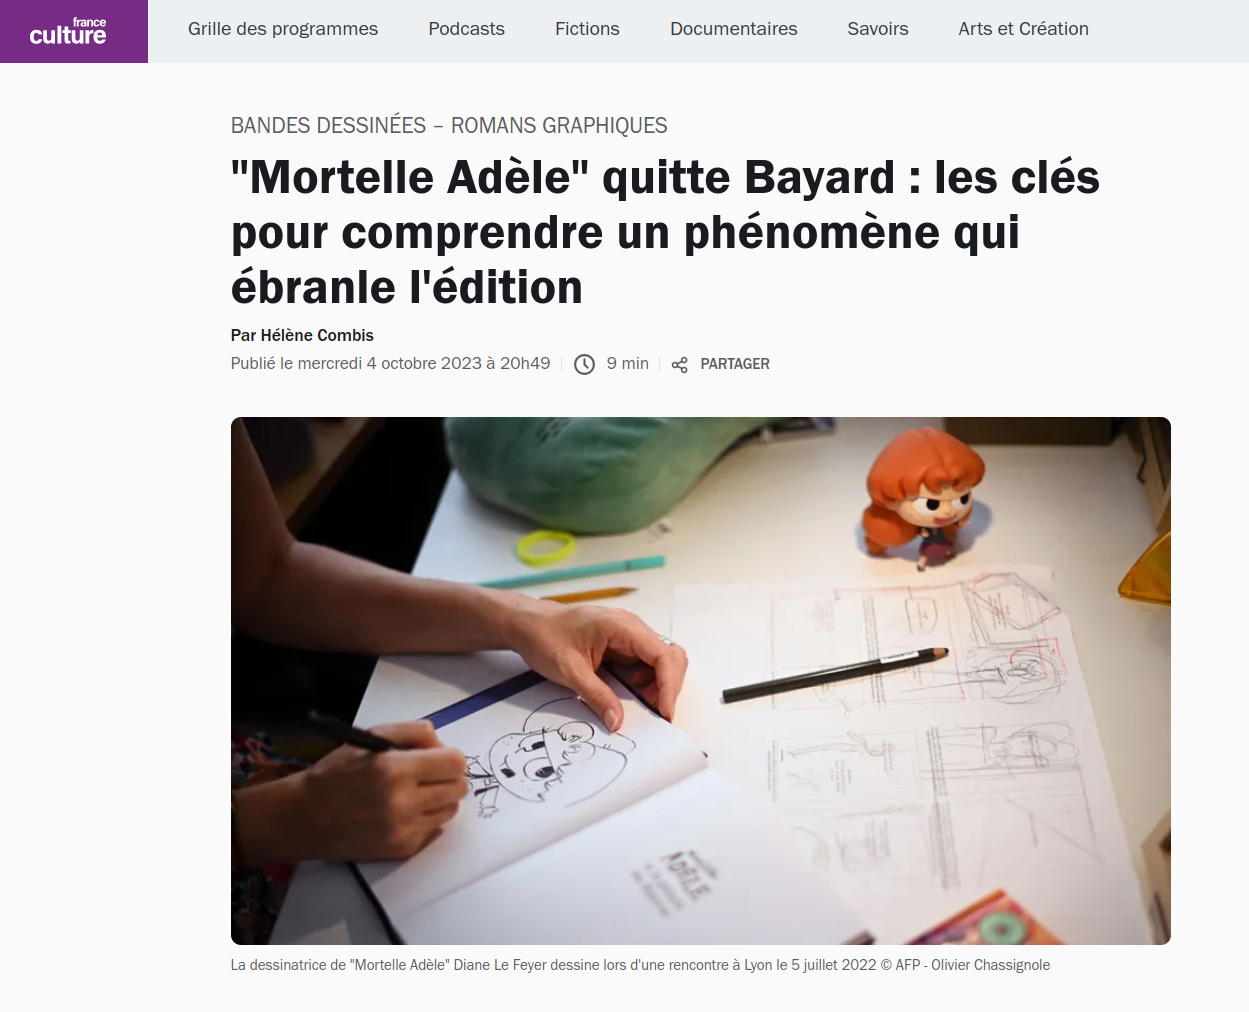 france
culture
Grille des programmes
Podcasts
Fictions
Documentaires
Savoirs
Arts et Création
BANDES DESSINÉES – ROMANS GRAPHIQUES
"Mortelle Adèle" quitte Bayard : les clés
pour comprendre un phénomène qui
ébranle l'édition
Par Hélène Combis
Publié le mercredi 4 octobre 2023 à 20h49
9 min
PARTAGER
ADÈLE
La dessinatrice de "Mortelle Adèle" Diane Le Feyer dessine lors d'une rencontre à Lyon le 5 juillet 2022 © AFP - Olivier Chassignole